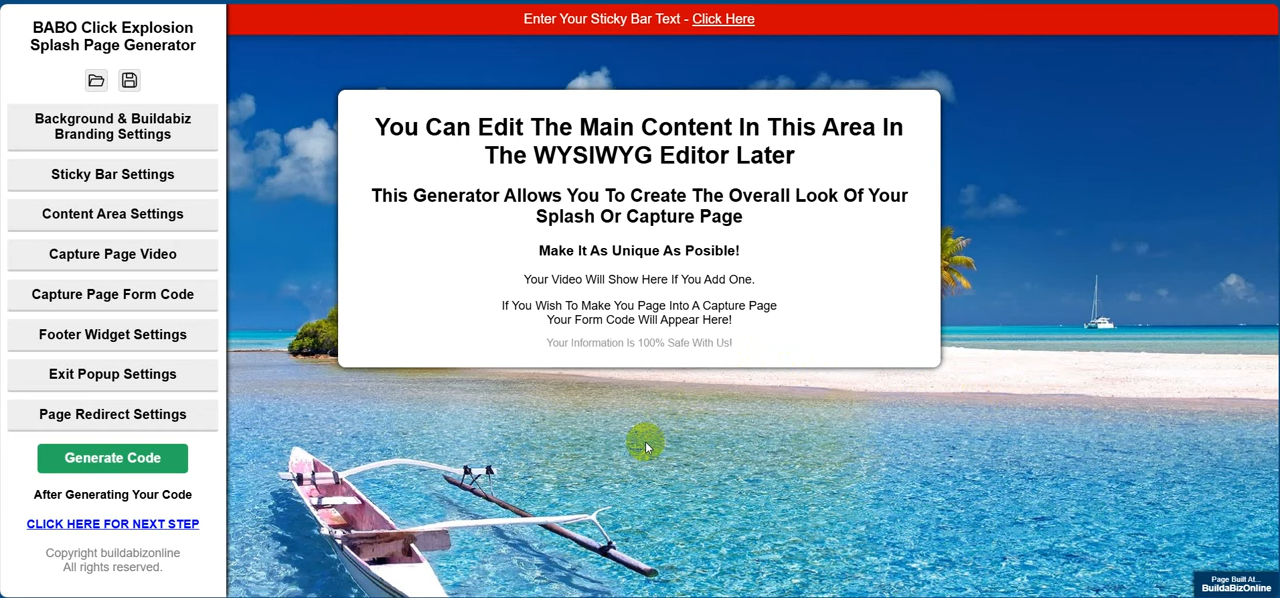 BABO Click Explosion
Splash Page Generator
Background & Buildabiz
Branding Settings
Sticky Bar Settings
Content Area Settings
Capture Page Video
Capture Page Form Code
Footer Widget Settings
Exit Popup Settings
Page Redirect Settings
Generate Code
After Generating Your Code
CLICK HERE FOR NEXT STEP
Copyright buildabizonline
All rights reserved.
Enter Your Sticky Bar Text - Click Here
You Can Edit The Main Content In This Area In
The WYSIWYG Editor Later
This Generator Allows You To Create The Overall Look Of Your
Splash Or Capture Page
Make It As Unique As Posible!
Your Video Will Show Here If You Add One.
If You Wish To Make You Page Into A Capture Page
Your Form Code Will Appear Here!
Your Information Is 100% Safe With Us!
Page Built At...
BuildaBizOnline